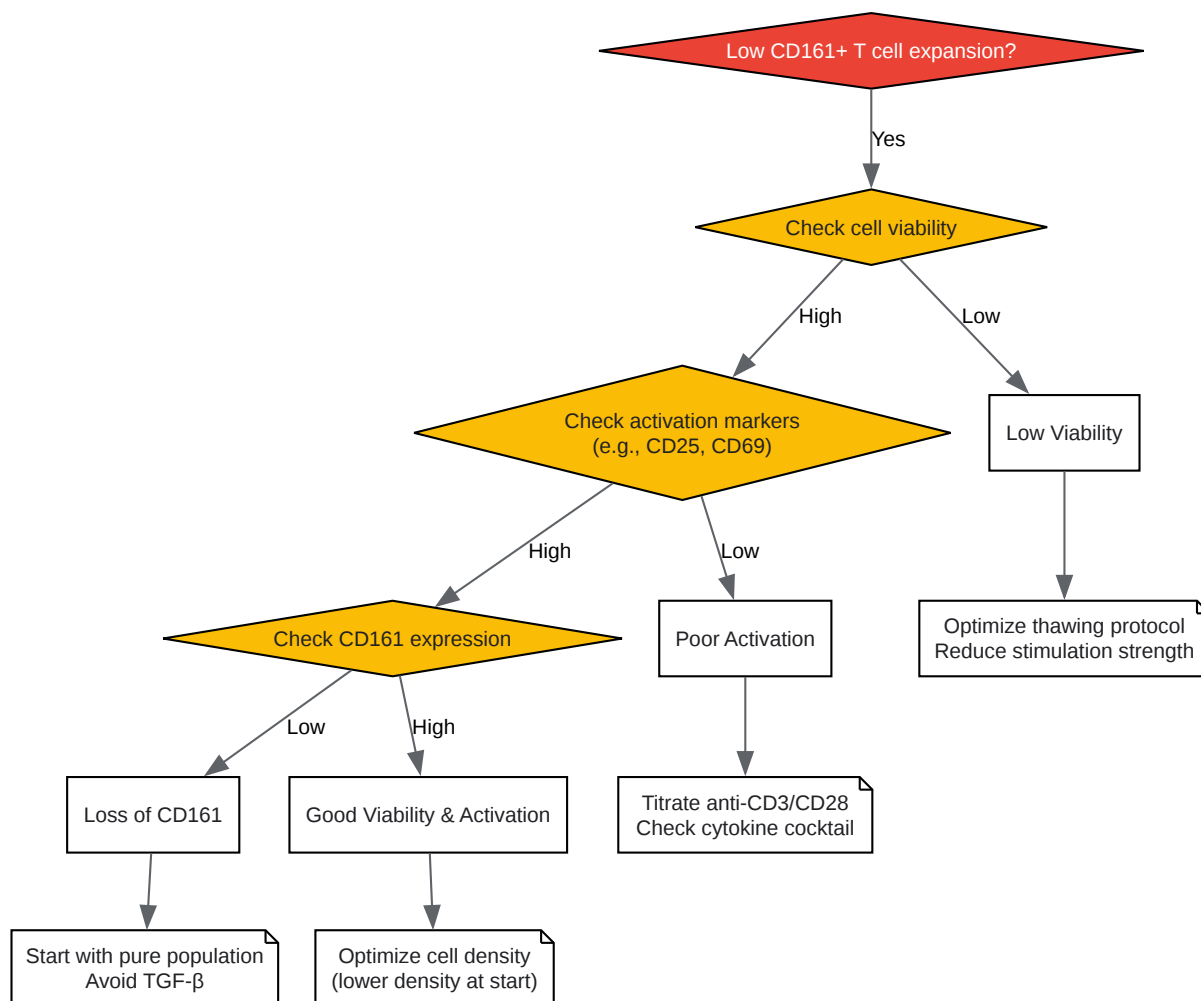 Low CD161+ T cell expansion?
Yes
Check cell viability
High
Low
Check activation markers
(e.g., CD25, CD69)
Low Viability
High
Low
Check CD161 expression
Poor Activation
Optimize thawing protocol
Reduce stimulation strength
Low
High
Loss of CD161
Good Viability & Activation
Titrate anti-CD3/CD28
Check cytokine cocktail
Start with pure population
Avoid TGF-β
Optimize cell density
(lower density at start)